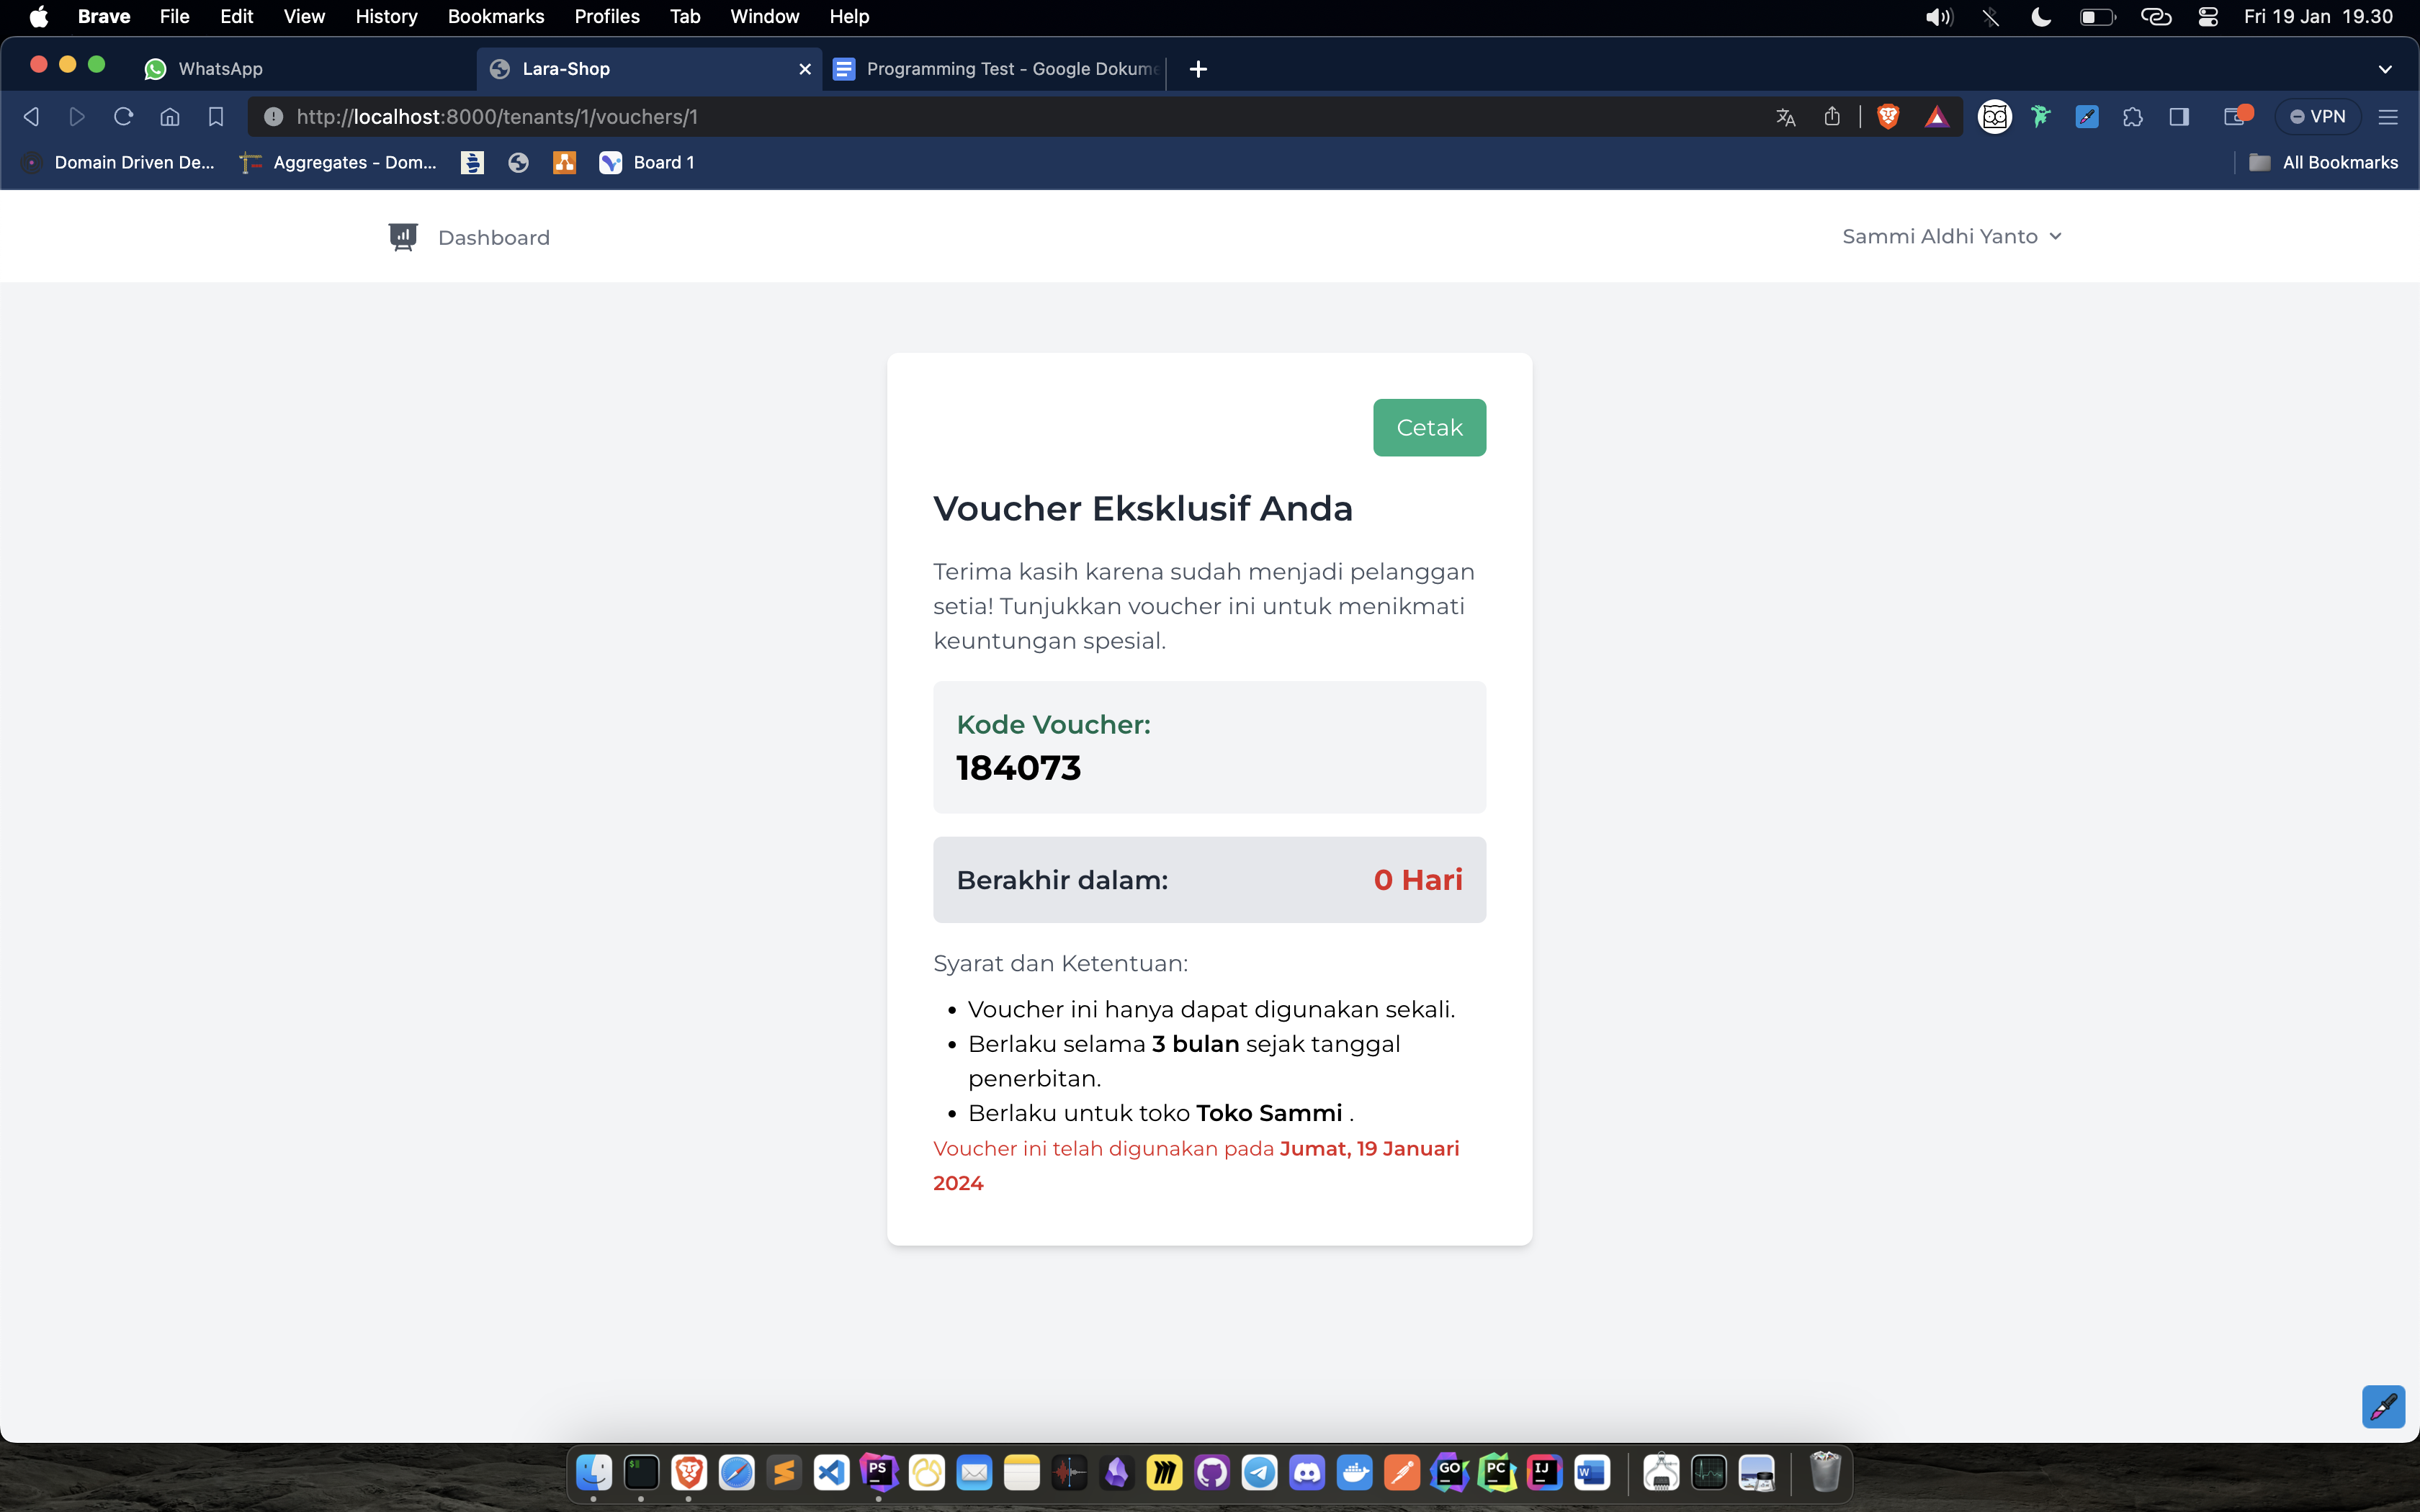 Brave File Edit View History Bookmarks Profiles Tab Window Help Fri 19 Jan 19.30
WhatsApp Lara-Shop Programming Test - Google Dokume
http://localhost:8000/tenants/1/vouchers/1 VPN
Domain Driven De... Aggregates - Dom... Board 1 All Bookmarks
Dashboard Sammi Aldhi Yanto
Cetak
Voucher Eksklusif Anda
Terima kasih karena sudah menjadi pelanggan
setia! Tunjukkan voucher ini untuk menikmati
keuntungan spesial.
Kode Voucher:
184073
Berakhir dalam: 0 Hari
Syarat dan Ketentuan:
• Voucher ini hanya dapat digunakan sekali.
• Berlaku selama 3 bulan sejak tanggal
penerbitan.
• Berlaku untuk toko Toko Sammi .
Voucher ini telah digunakan pada Jumat, 19 Januari
2024
PS GO PC IJ W